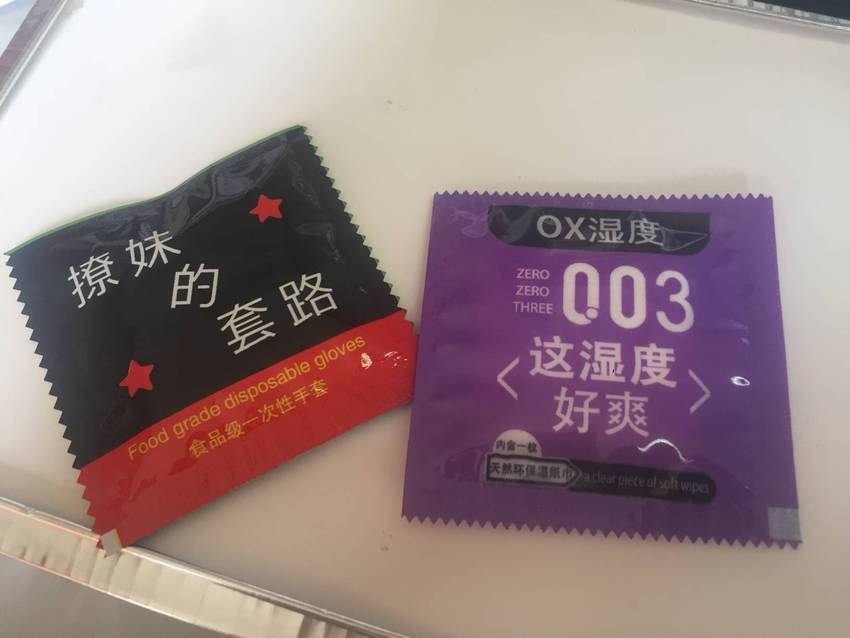 撩妹
的
套路
Food grade disposable gloves
食品级一次性手套
OX湿度
ZERO
ZERO
THREE
003
这湿度
好爽
内含一枚
天然环保湿纸巾
a clear piece of soft wipes